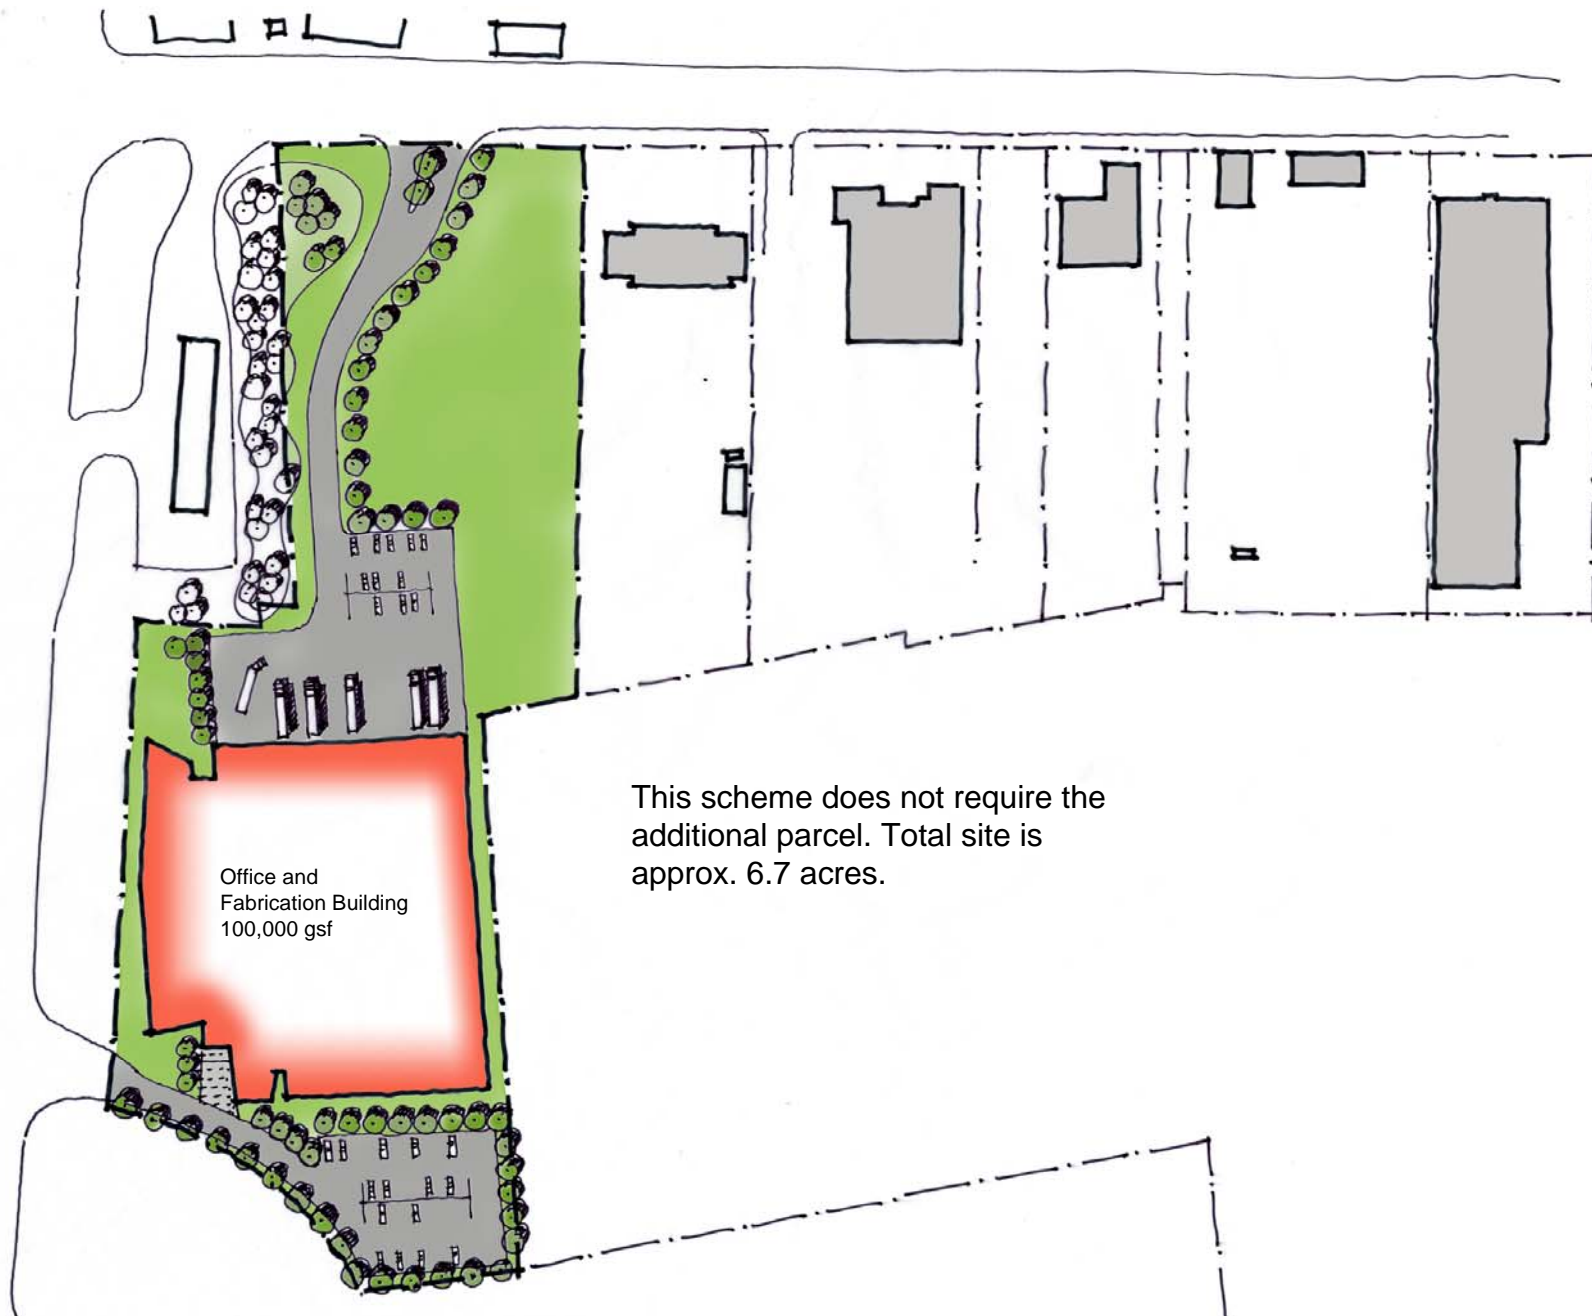 This scheme does not require the
additional parcel. Total site is
approx. 6.7 acres.
Office and
Fabrication Building
100,000 gsf